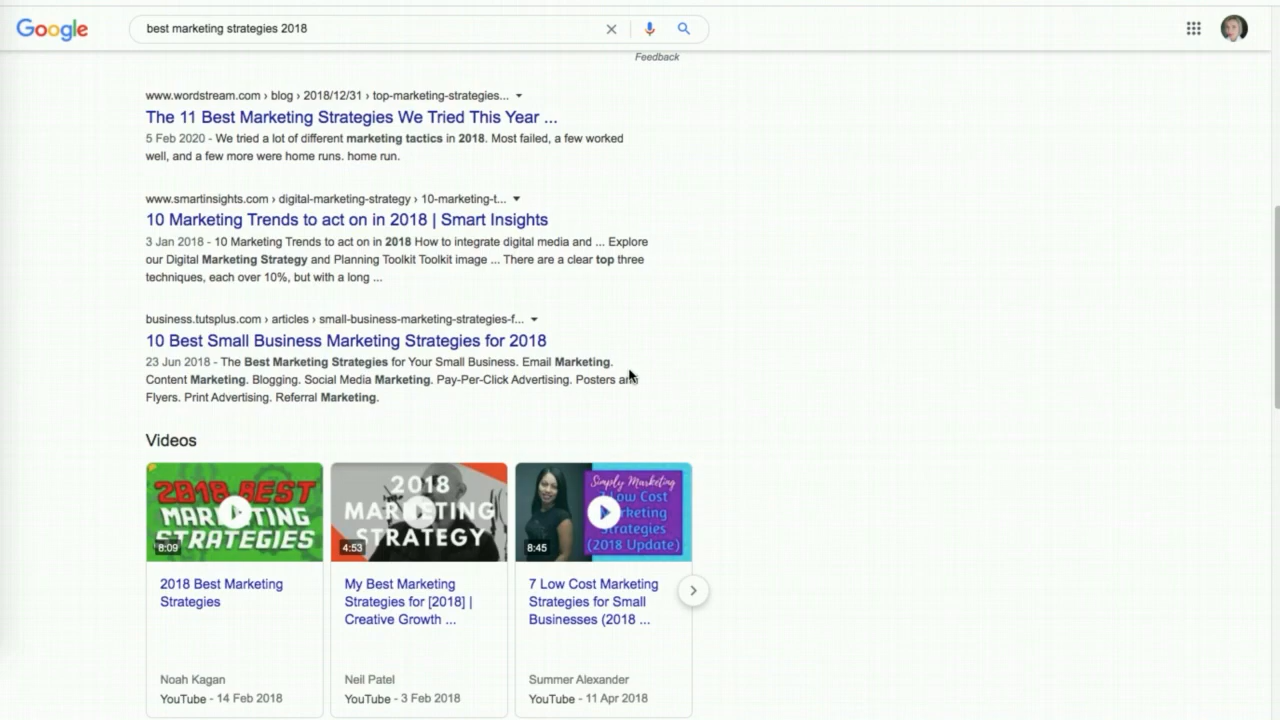 Google
best marketing strategies 2018
Feedback
www.wordstream.com › blog › 2018/12/31 › top-marketing-strategies...
The 11 Best Marketing Strategies We Tried This Year ...
5 Feb 2020 - We tried a lot of different marketing tactics in 2018. Most failed, a few worked
well, and a few more were home runs. home run.
www.smartinsights.com › digital-marketing-strategy › 10-marketing-t...
10 Marketing Trends to act on in 2018 | Smart Insights
3 Jan 2018 - 10 Marketing Trends to act on in 2018 How to integrate digital media and ... Explore
our Digital Marketing Strategy and Planning Toolkit Toolkit image ... There are a clear top three
techniques, each over 10%, but with a long ...
business.tutsplus.com › articles › small-business-marketing-strategies-f...
10 Best Small Business Marketing Strategies for 2018
23 Jun 2018 - The Best Marketing Strategies for Your Small Business. Email Marketing.
Content Marketing. Blogging. Social Media Marketing. Pay-Per-Click Advertising. Posters and
Flyers. Print Advertising. Referral Marketing.
Videos
2018 BEST
MARKETING
STRATEGIES
8:09
2018
MARKETING
STRATEGY
4:53
Simply Marketing
7 Low Cost
Marketing
Strategies
(2018 Update)
8:45
2018 Best Marketing
Strategies
Noah Kagan
YouTube - 14 Feb 2018
My Best Marketing
Strategies for [2018] |
Creative Growth ...
Neil Patel
YouTube - 3 Feb 2018
7 Low Cost Marketing
Strategies for Small
Businesses (2018 ...
Summer Alexander
YouTube - 11 Apr 2018